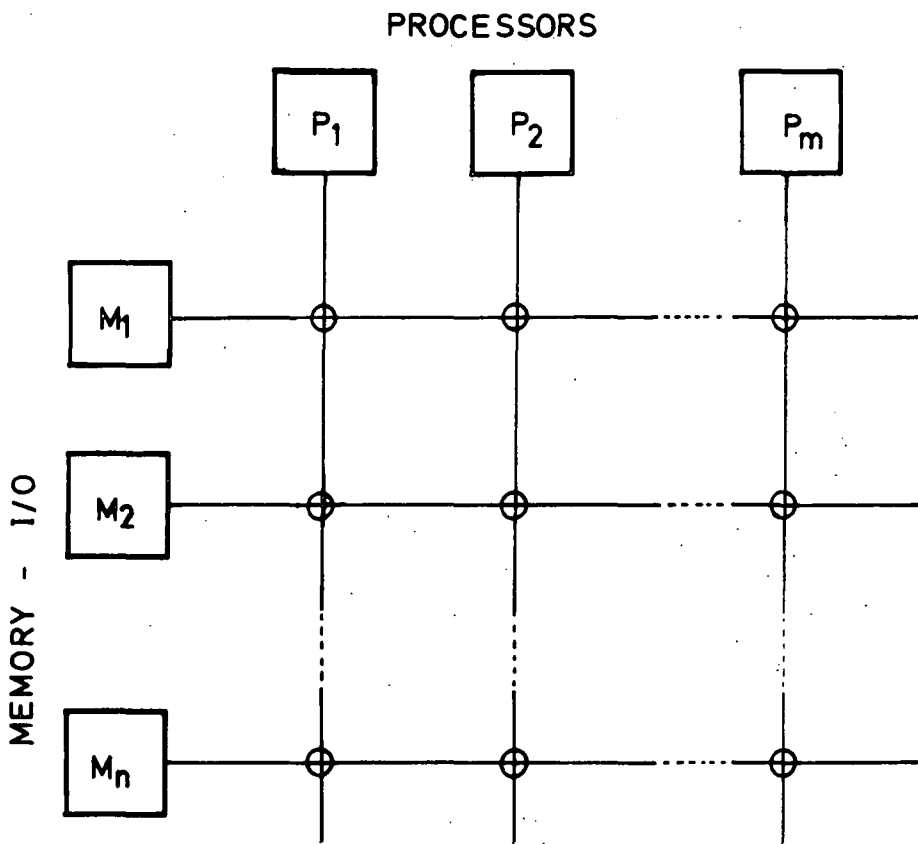 PROCESSORS
P₁
P₂
Pₘ
M₁
M₂
Mₙ
MEMORY - I/O